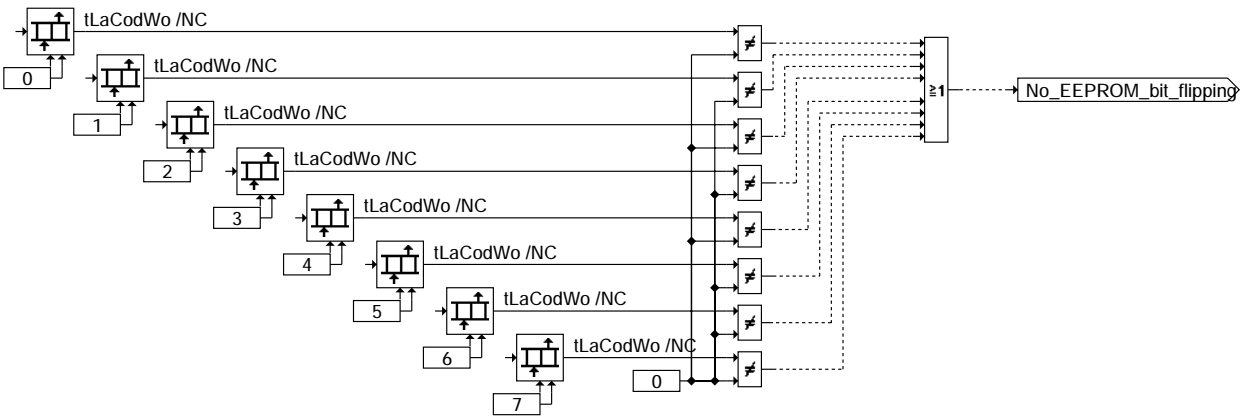 tLaCodWo /NC
≠
0
tLaCodWo /NC
≠
1
≥1
No_EEPROM_bit_flipping
tLaCodWo /NC
≠
2
tLaCodWo /NC
≠
3
tLaCodWo /NC
≠
4
tLaCodWo /NC
≠
5
tLaCodWo /NC
≠
6
tLaCodWo /NC
≠
0
7